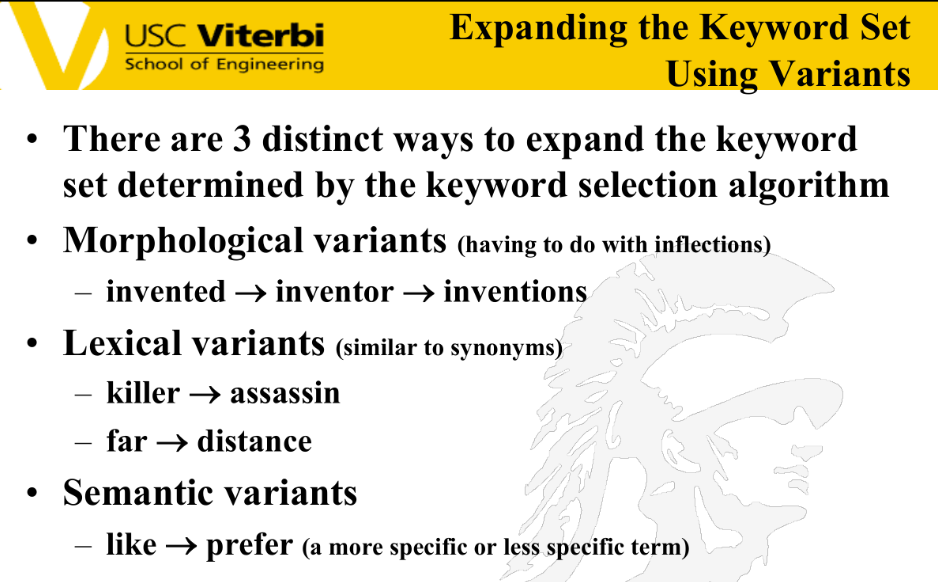 USC Viterbi
School of Engineering
Expanding the Keyword Set
Using Variants
• There are 3 distinct ways to expand the keyword
set determined by the keyword selection algorithm
• Morphological variants (having to do with inflections)
– invented → inventor → inventions
• Lexical variants (similar to synonyms)
– killer → assassin
– far → distance
• Semantic variants
– like → prefer (a more specific or less specific term)